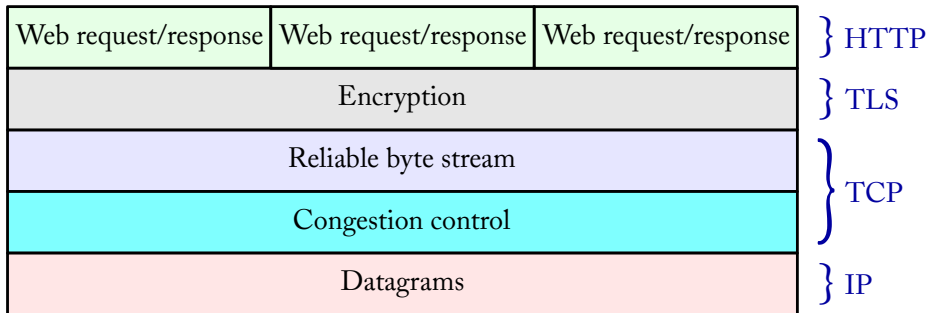 Web request/response Web request/response Web request/response } HTTP
Encryption } TLS
Reliable byte stream
} TCP
Congestion control
Datagrams } IP